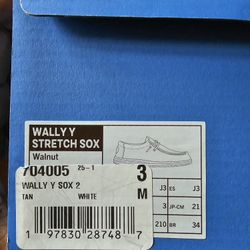 WALLY Y
STRETCH SOX
Walnut
704005 25-1 3
WALLY Y SOX 2 M
TAN WHITE
1 97830 28748 7
J3 ES J3
3 JP-CM 21
210 BR 34